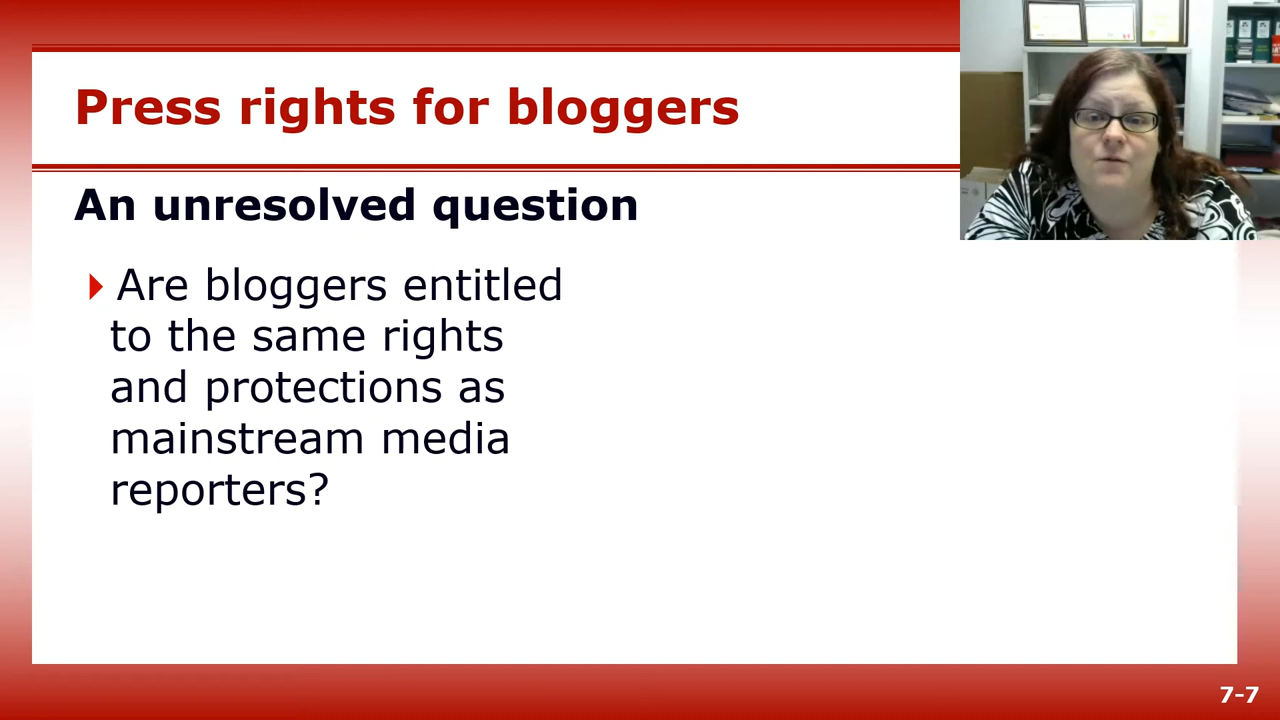 Press rights for bloggers
An unresolved question
Are bloggers entitled
to the same rights
and protections as
mainstream media
reporters?
7-7